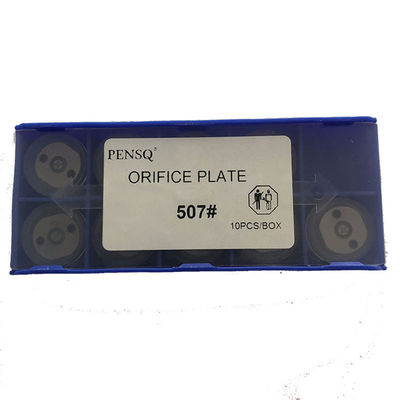 PENSQ®
ORIFICE PLATE
507#
10PCS/BOX